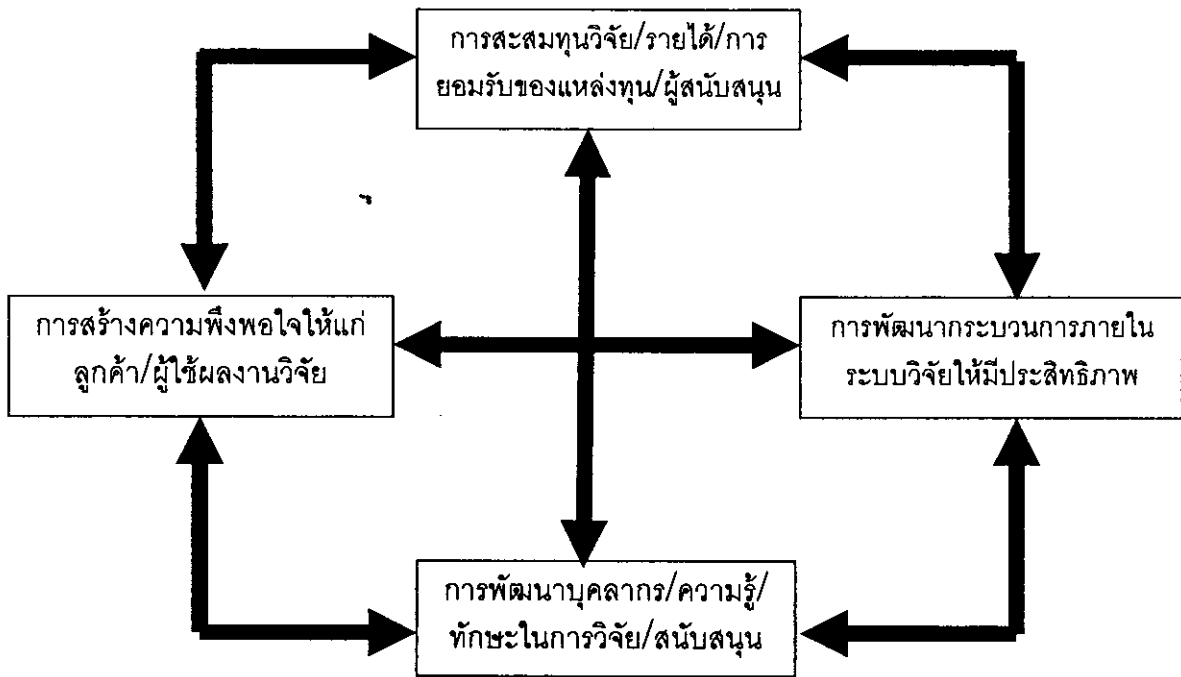 การสะสมทุนวิจัย/รายได้/การ
ยอมรับของแหล่งทุน/ผู้สนับสนุน
การสร้างความพึงพอใจให้แก่
ลูกค้า/ผู้ใช้ผลงานวิจัย
การพัฒนากระบวนการภายใน
ระบบวิจัยให้มีประสิทธิภาพ
การพัฒนาบุคลากร/ความรู้/
ทักษะในการวิจัย/สนับสนุน